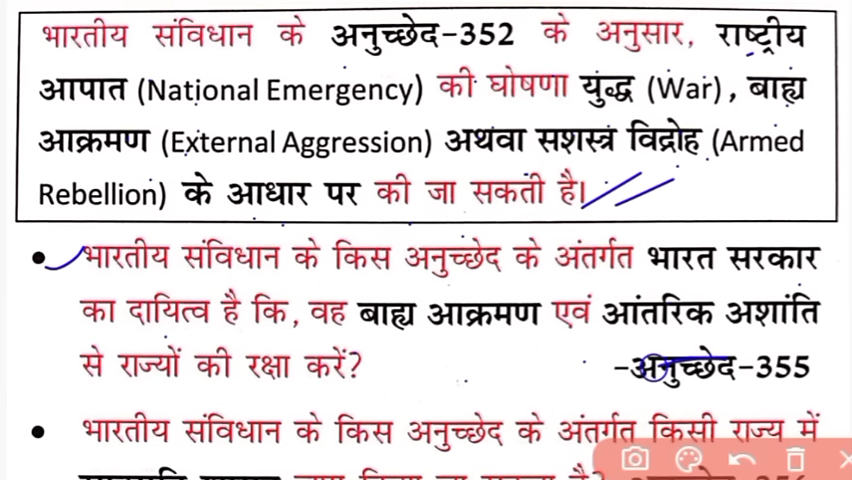 भारतीय संविधान के अनुच्छेद-352 के अनुसार, राष्ट्रीय
आपात (National Emergency) की घोषणा युद्ध (War), बाह्य
आक्रमण (External Aggression) अथवा सशस्त्र विद्रोह (Armed
Rebellion) के आधार पर की जा सकती है।
• भारतीय संविधान के किस अनुच्छेद के अंतर्गत भारत सरकार
का दायित्व है कि, वह बाह्य आक्रमण एवं आंतरिक अशांति
से राज्यों की रक्षा करें? -अनुच्छेद-355
• भारतीय संविधान के किस अनुच्छेद के अंतर्गत किसी राज्य में